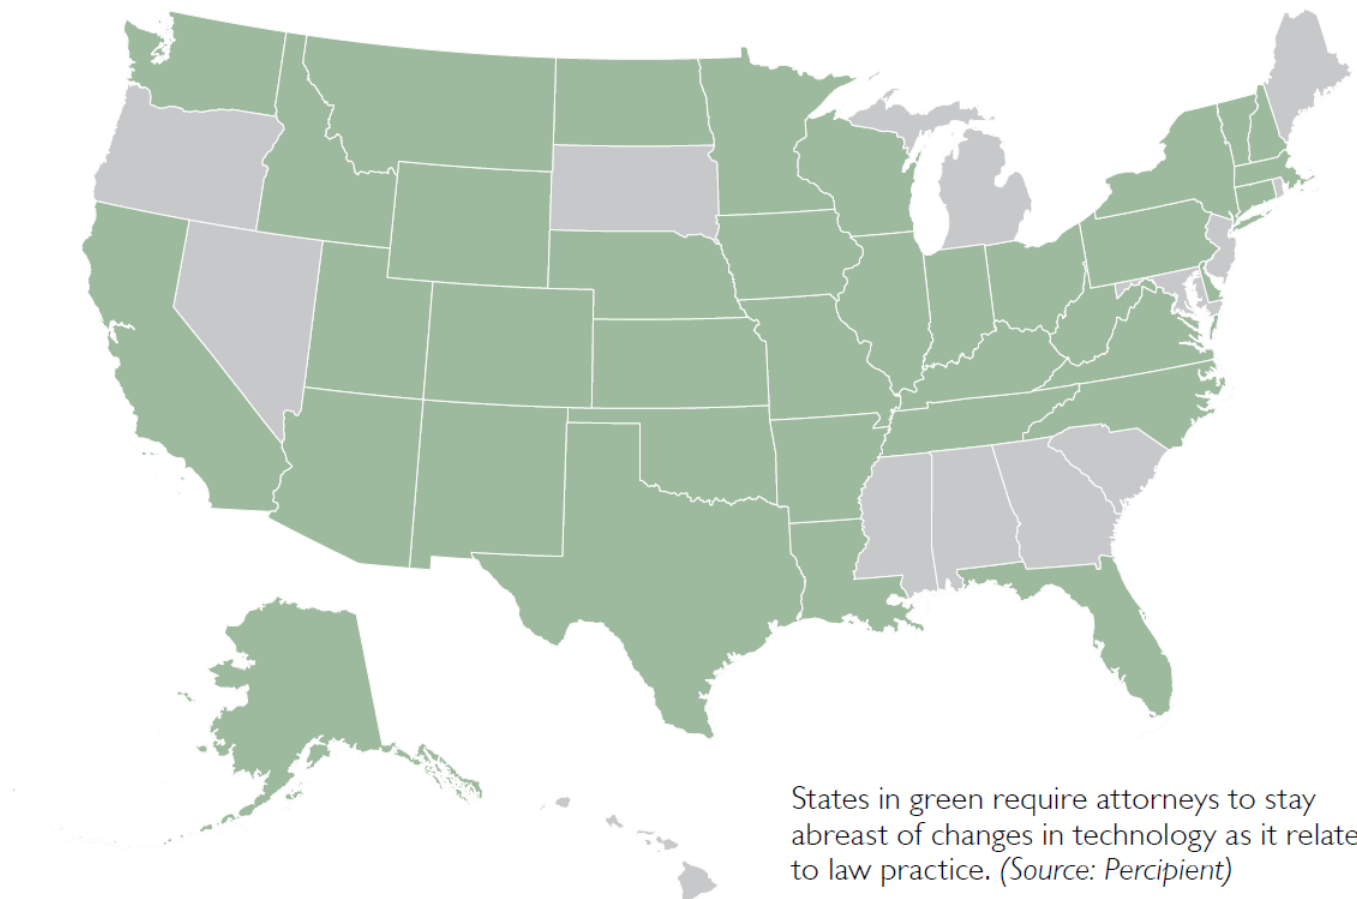 States in green require attorneys to stay
abreast of changes in technology as it relate
to law practice. (Source: Percipient)